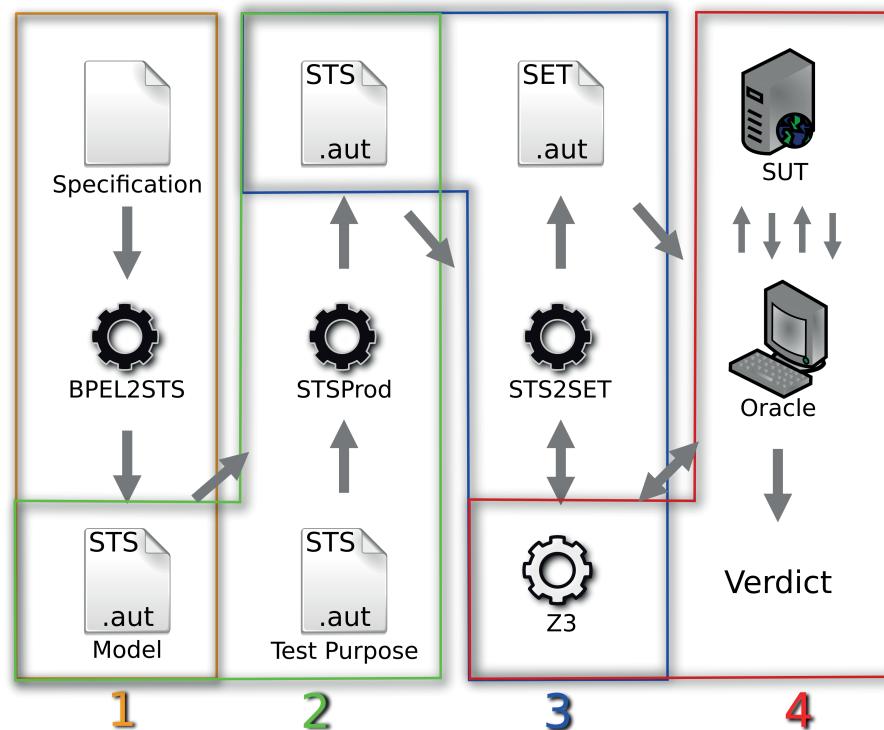 STS
.aut
SET
.aut
Specification
SUT
BPEL2STS
STSProd
STS2SET
Oracle
STS
.aut
Model
STS
.aut
Test Purpose
Z3
Verdict
1
2
3
4